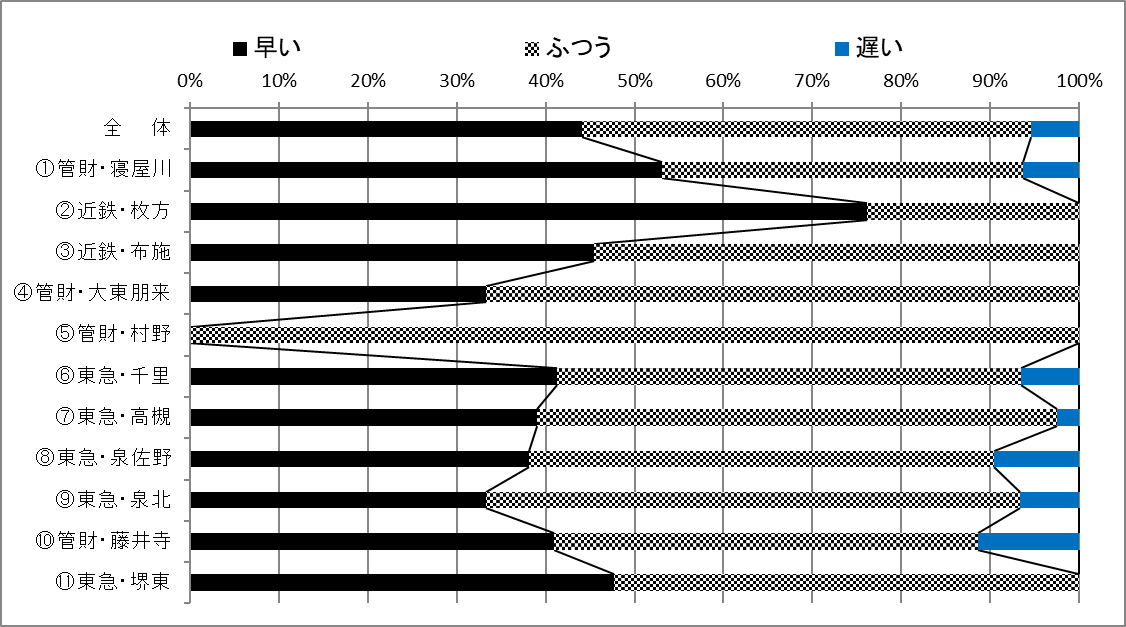 早い ふつう 遅い
0% 10% 20% 30% 40% 50% 60% 70% 80% 90% 100%
全 体
①管財・寝屋川
②近鉄・枚方
③近鉄・布施
④管財・大東朋来
⑤管財・村野
⑥東急・千里
⑦東急・高槻
⑧東急・泉佐野
⑨東急・泉北
⑩管財・藤井寺
⑪東急・堺東